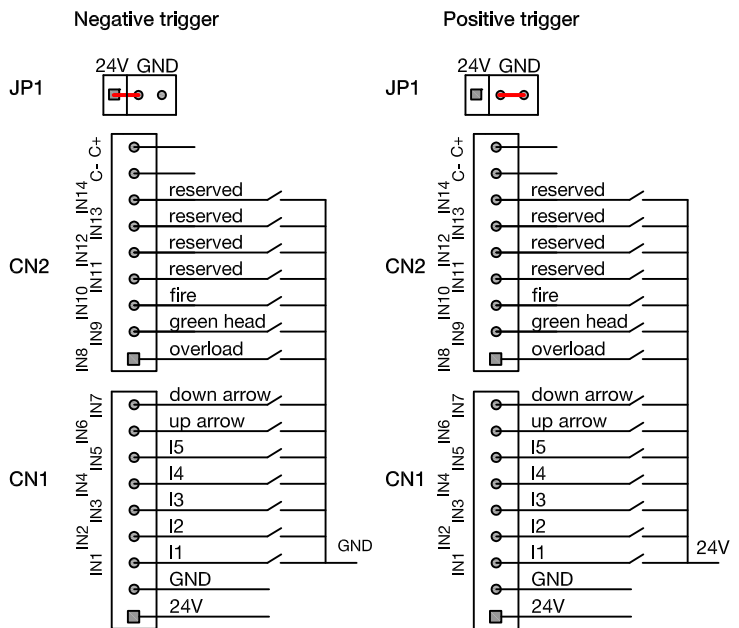 Negative trigger
24V GND
JP1
CN2
C+
C-
IN14 reserved
IN13 reserved
IN12 reserved
IN11 reserved
IN10 fire
IN9 green head
IN8 overload
CN1
IN7 down arrow
IN6 up arrow
IN5 I5
IN4 I4
IN3 I3
IN2 I2
IN1 I1
GND
GND
24V
Positive trigger
24V GND
JP1
CN2
C+
C-
IN14 reserved
IN13 reserved
IN12 reserved
IN11 reserved
IN10 fire
IN9 green head
IN8 overload
CN1
IN7 down arrow
IN6 up arrow
IN5 I5
IN4 I4
IN3 I3
IN2 I2
IN1 I1
24V
GND
24V